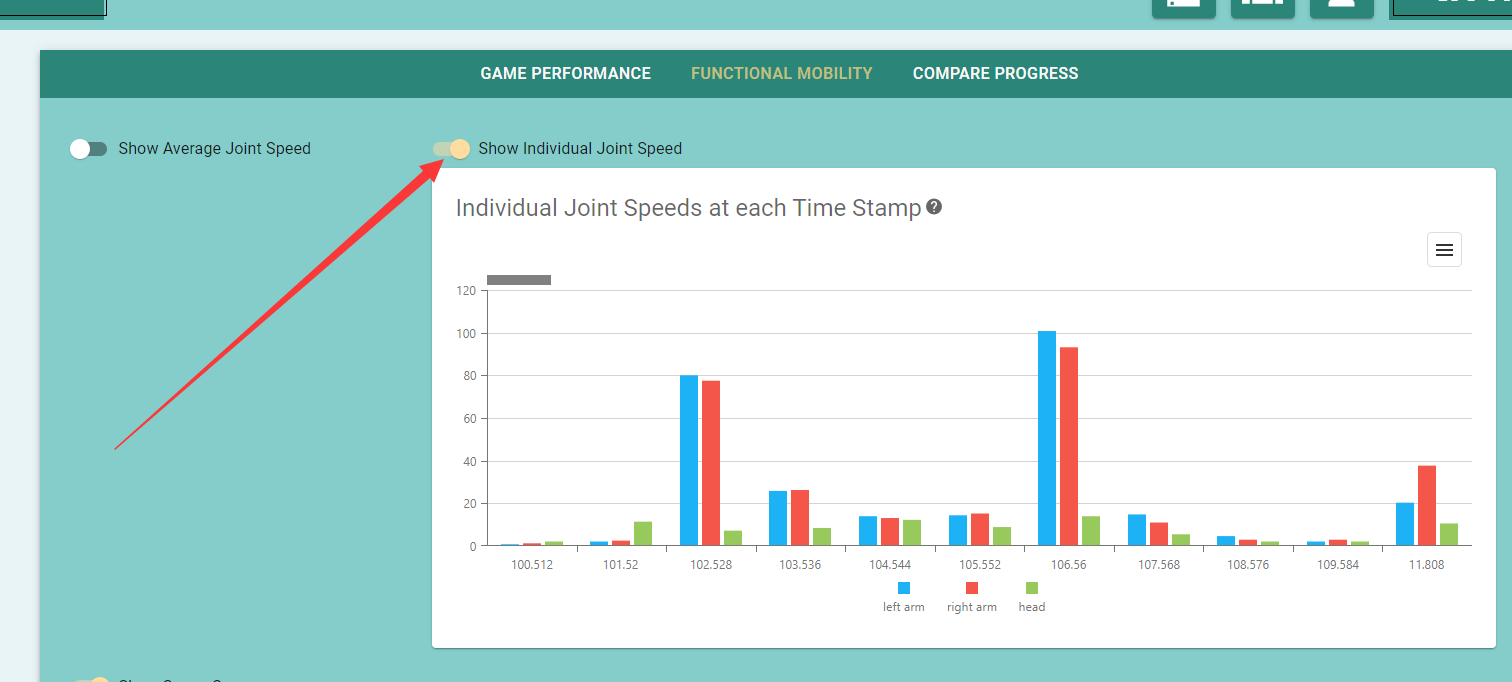 GAME PERFORMANCE FUNCTIONAL MOBILITY COMPARE PROGRESS
Show Average Joint Speed Show Individual Joint Speed
Individual Joint Speeds at each Time Stamp
120
100
80
60
40
20
0
100.512 101.52 102.528 103.536 104.544 105.552 106.56 107.568 108.576 109.584 11.808
left arm right arm head